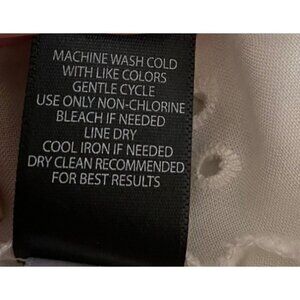 MACHINE WASH COLD
WITH LIKE COLORS
GENTLE CYCLE
USE ONLY NON-CHLORINE
BLEACH IF NEEDED
LINE DRY
COOL IRON IF NEEDED
DRY CLEAN RECOMMENDED
FOR BEST RESULTS